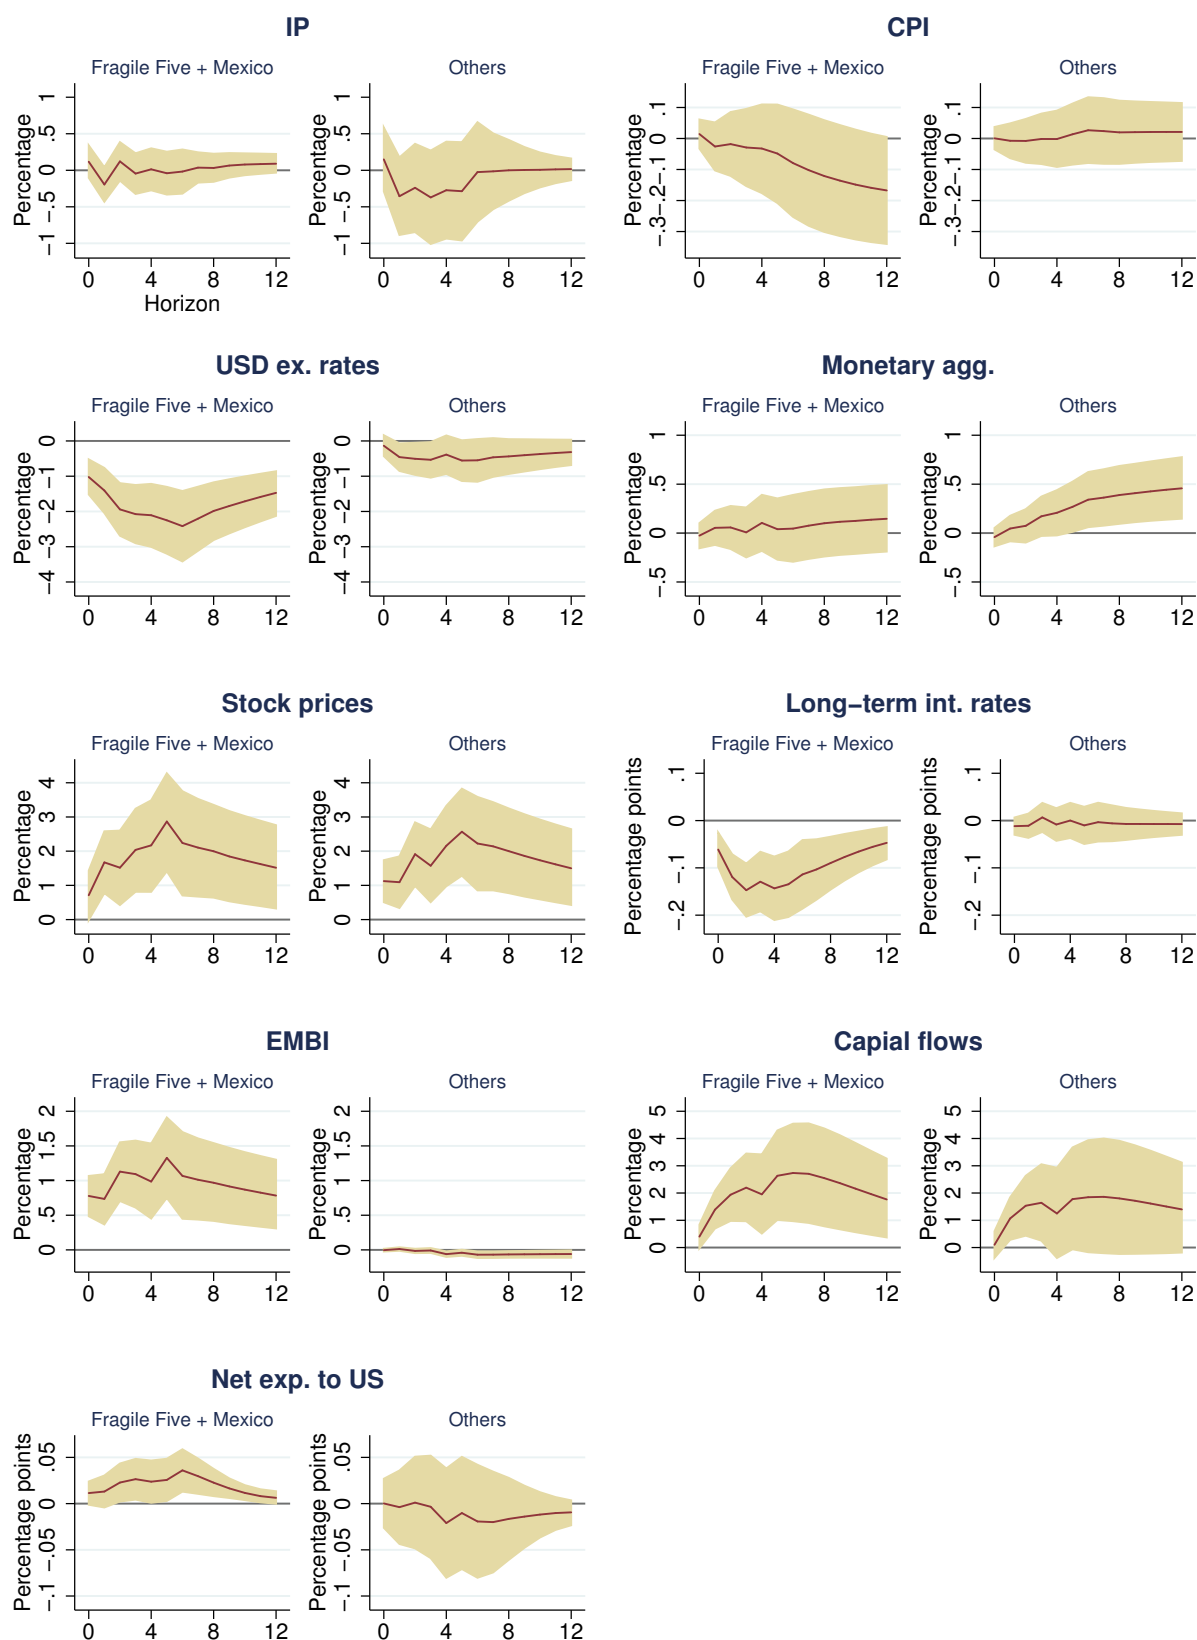 IP
CPI
Fragile Five + Mexico
Others
Fragile Five + Mexico
Others
Percentage
−1 −.5 0 .5 1
0 4 8 12
Horizon
Percentage
−1 −.5 0 .5 1
0 4 8 12
Percentage
−.3 −.2 −.1 0 .1
0 4 8 12
Percentage
−.3 −.2 −.1 0 .1
0 4 8 12
USD ex. rates
Monetary agg.
Fragile Five + Mexico
Others
Fragile Five + Mexico
Others
Percentage
−4 −3 −2 −1 0
0 4 8 12
Percentage
−4 −3 −2 −1 0
0 4 8 12
Percentage
−.5 0 .5 1
0 4 8 12
Percentage
−.5 0 .5 1
0 4 8 12
Stock prices
Long−term int. rates
Fragile Five + Mexico
Others
Fragile Five + Mexico
Others
Percentage
0 1 2 3 4
0 4 8 12
Percentage
0 1 2 3 4
0 4 8 12
Percentage points
−.2 −.1 0 .1
0 4 8 12
Percentage points
−.2 −.1 0 .1
0 4 8 12
EMBI
Capial flows
Fragile Five + Mexico
Others
Fragile Five + Mexico
Others
Percentage
0 .5 1 1.5 2
0 4 8 12
Percentage
0 .5 1 1.5 2
0 4 8 12
Percentage
0 1 2 3 4 5
0 4 8 12
Percentage
0 1 2 3 4 5
0 4 8 12
Net exp. to US
Fragile Five + Mexico
Others
Percentage points
−.1 −.05 0 .05
0 4 8 12
Percentage points
−.1 −.05 0 .05
0 4 8 12